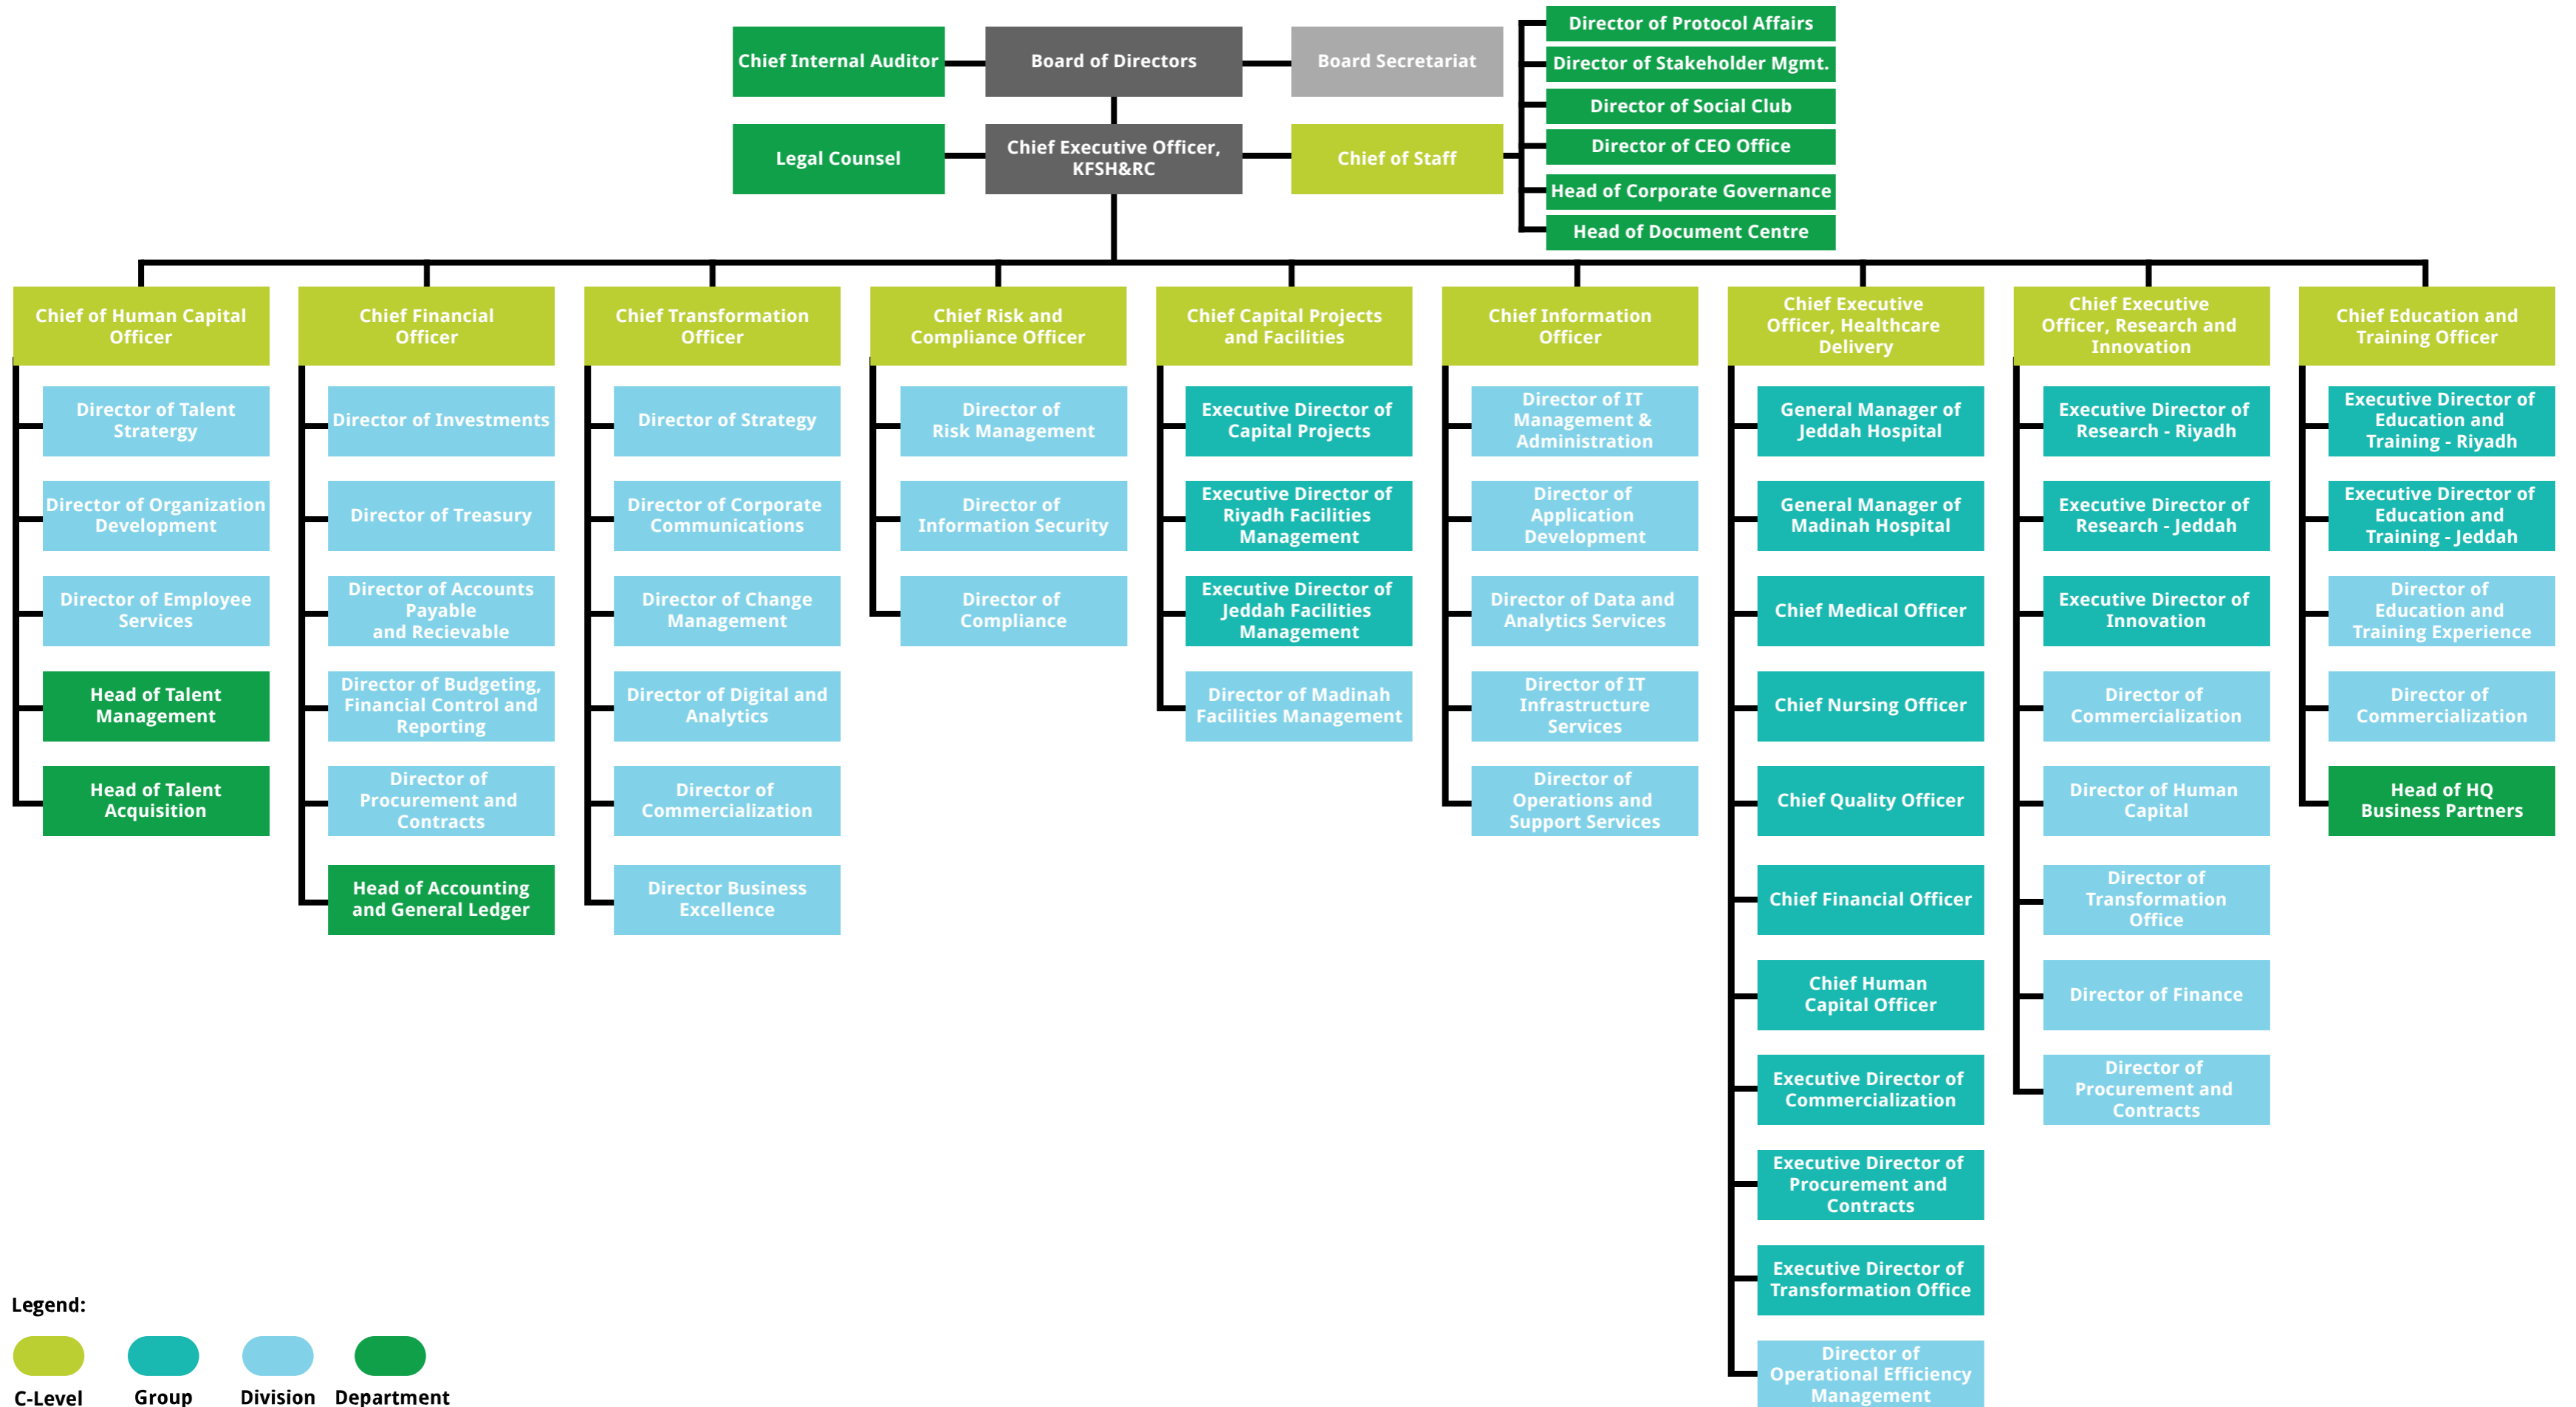 Chief Internal Auditor
Board of Directors
Board Secretariat
Legal Counsel
Chief Executive Officer,
KFSH&RC
Chief of Staff
Director of Protocol Affairs
Director of Stakeholder Mgmt.
Director of Social Club
Director of CEO Office
Head of Corporate Governance
Head of Document Centre
Chief of Human Capital
Officer
Director of Talent
Stratergy
Director of Organization
Development
Director of Employee
Services
Head of Talent
Management
Head of Talent
Acquisition
Chief Financial
Officer
Director of Investments
Director of Treasury
Director of Accounts
Payable
and Recievable
Director of Budgeting,
Financial Control and
Reporting
Director of
Procurement and
Contracts
Head of Accounting
and General Ledger
Chief Transformation
Officer
Director of Strategy
Director of Corporate
Communications
Director of Change
Management
Director of Digital and
Analytics
Director of
Commercialization
Director Business
Excellence
Chief Risk and
Compliance Officer
Director of
Risk Management
Director of
Information Security
Director of
Compliance
Chief Capital Projects
and Facilities
Executive Director of
Capital Projects
Executive Director of
Riyadh Facilities
Management
Executive Director of
Jeddah Facilities
Management
Director of Madinah
Facilities Management
Chief Information
Officer
Director of IT
Management &
Administration
Director of
Application
Development
Director of Data and
Analytics Services
Director of IT
Infrastructure
Services
Director of
Operations and
Support Services
Chief Executive
Officer, Healthcare
Delivery
General Manager of
Jeddah Hospital
General Manager of
Madinah Hospital
Chief Medical Officer
Chief Nursing Officer
Chief Quality Officer
Chief Financial Officer
Chief Human
Capital Officer
Executive Director of
Commercialization
Executive Director of
Procurement and
Contracts
Executive Director of
Transformation Office
Director of
Operational Efficiency
Management
Chief Executive
Officer, Research and
Innovation
Executive Director of
Research - Riyadh
Executive Director of
Research - Jeddah
Executive Director of
Innovation
Director of
Commercialization
Director of Human
Capital
Director of
Transformation
Office
Director of Finance
Director of
Procurement and
Contracts
Chief Education and
Training Officer
Executive Director of
Education and
Training - Riyadh
Executive Director of
Education and
Training - Jeddah
Director of
Education and
Training Experience
Director of
Commercialization
Head of HQ
Business Partners
Legend:
C-Level
Group
Division
Department